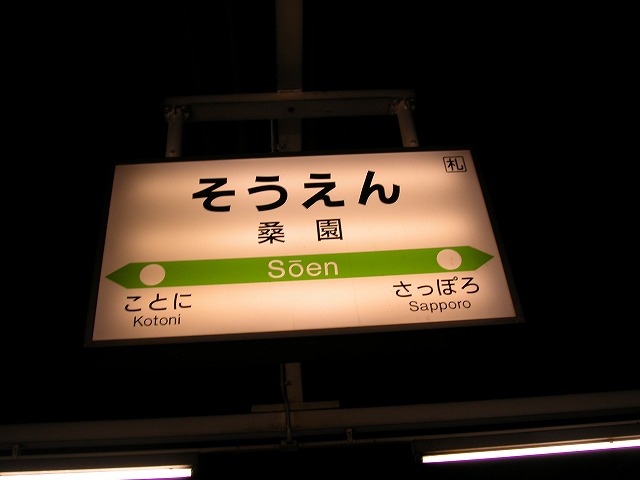 札
そうえん
桑園
Sōen
ことに
Kotoni
さっぽろ
Sapporo